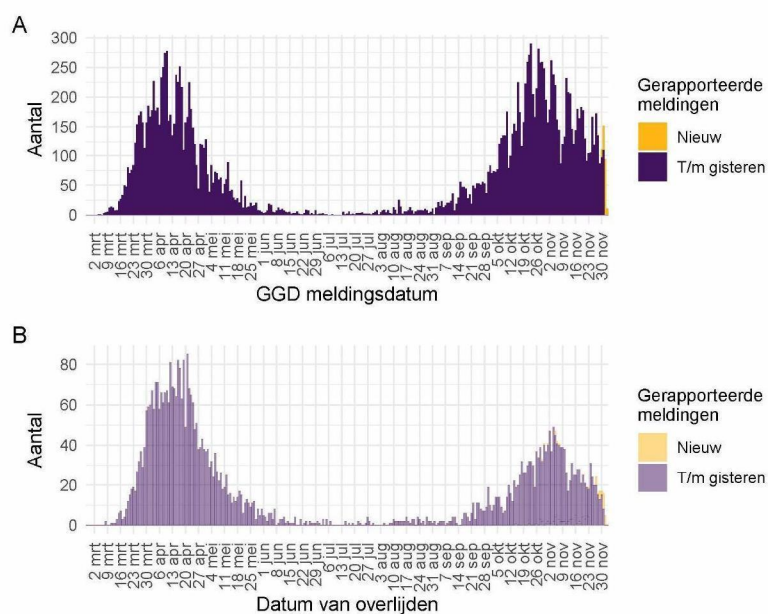 A
300
250
200
150
100
50
0
Aantal
2 mrt
9 mrt
16 mrt
23 mrt
30 mrt
6 apr
13 apr
20 apr
27 apr
4 mei
11 mei
18 mei
25 mei
1 jun
8 jun
15 jun
22 jun
29 jun
6 jul
13 jul
20 jul
27 jul
3 aug
10 aug
17 aug
24 aug
31 aug
7 sep
14 sep
21 sep
28 sep
5 okt
12 okt
19 okt
26 okt
2 nov
9 nov
16 nov
23 nov
30 nov
GGD meldingsdatum
Gerapporteerde
meldingen
Nieuw
T/m gisteren
B
80
60
40
20
0
Aantal
2 mrt
9 mrt
16 mrt
23 mrt
30 mrt
6 apr
13 apr
20 apr
27 apr
4 mei
11 mei
18 mei
25 mei
1 jun
8 jun
15 jun
22 jun
29 jun
6 jul
13 jul
20 jul
27 jul
3 aug
10 aug
17 aug
24 aug
31 aug
7 sep
14 sep
21 sep
28 sep
5 okt
12 okt
19 okt
26 okt
2 nov
9 nov
16 nov
23 nov
30 nov
Datum van overlijden
Gerapporteerde
meldingen
Nieuw
T/m gisteren